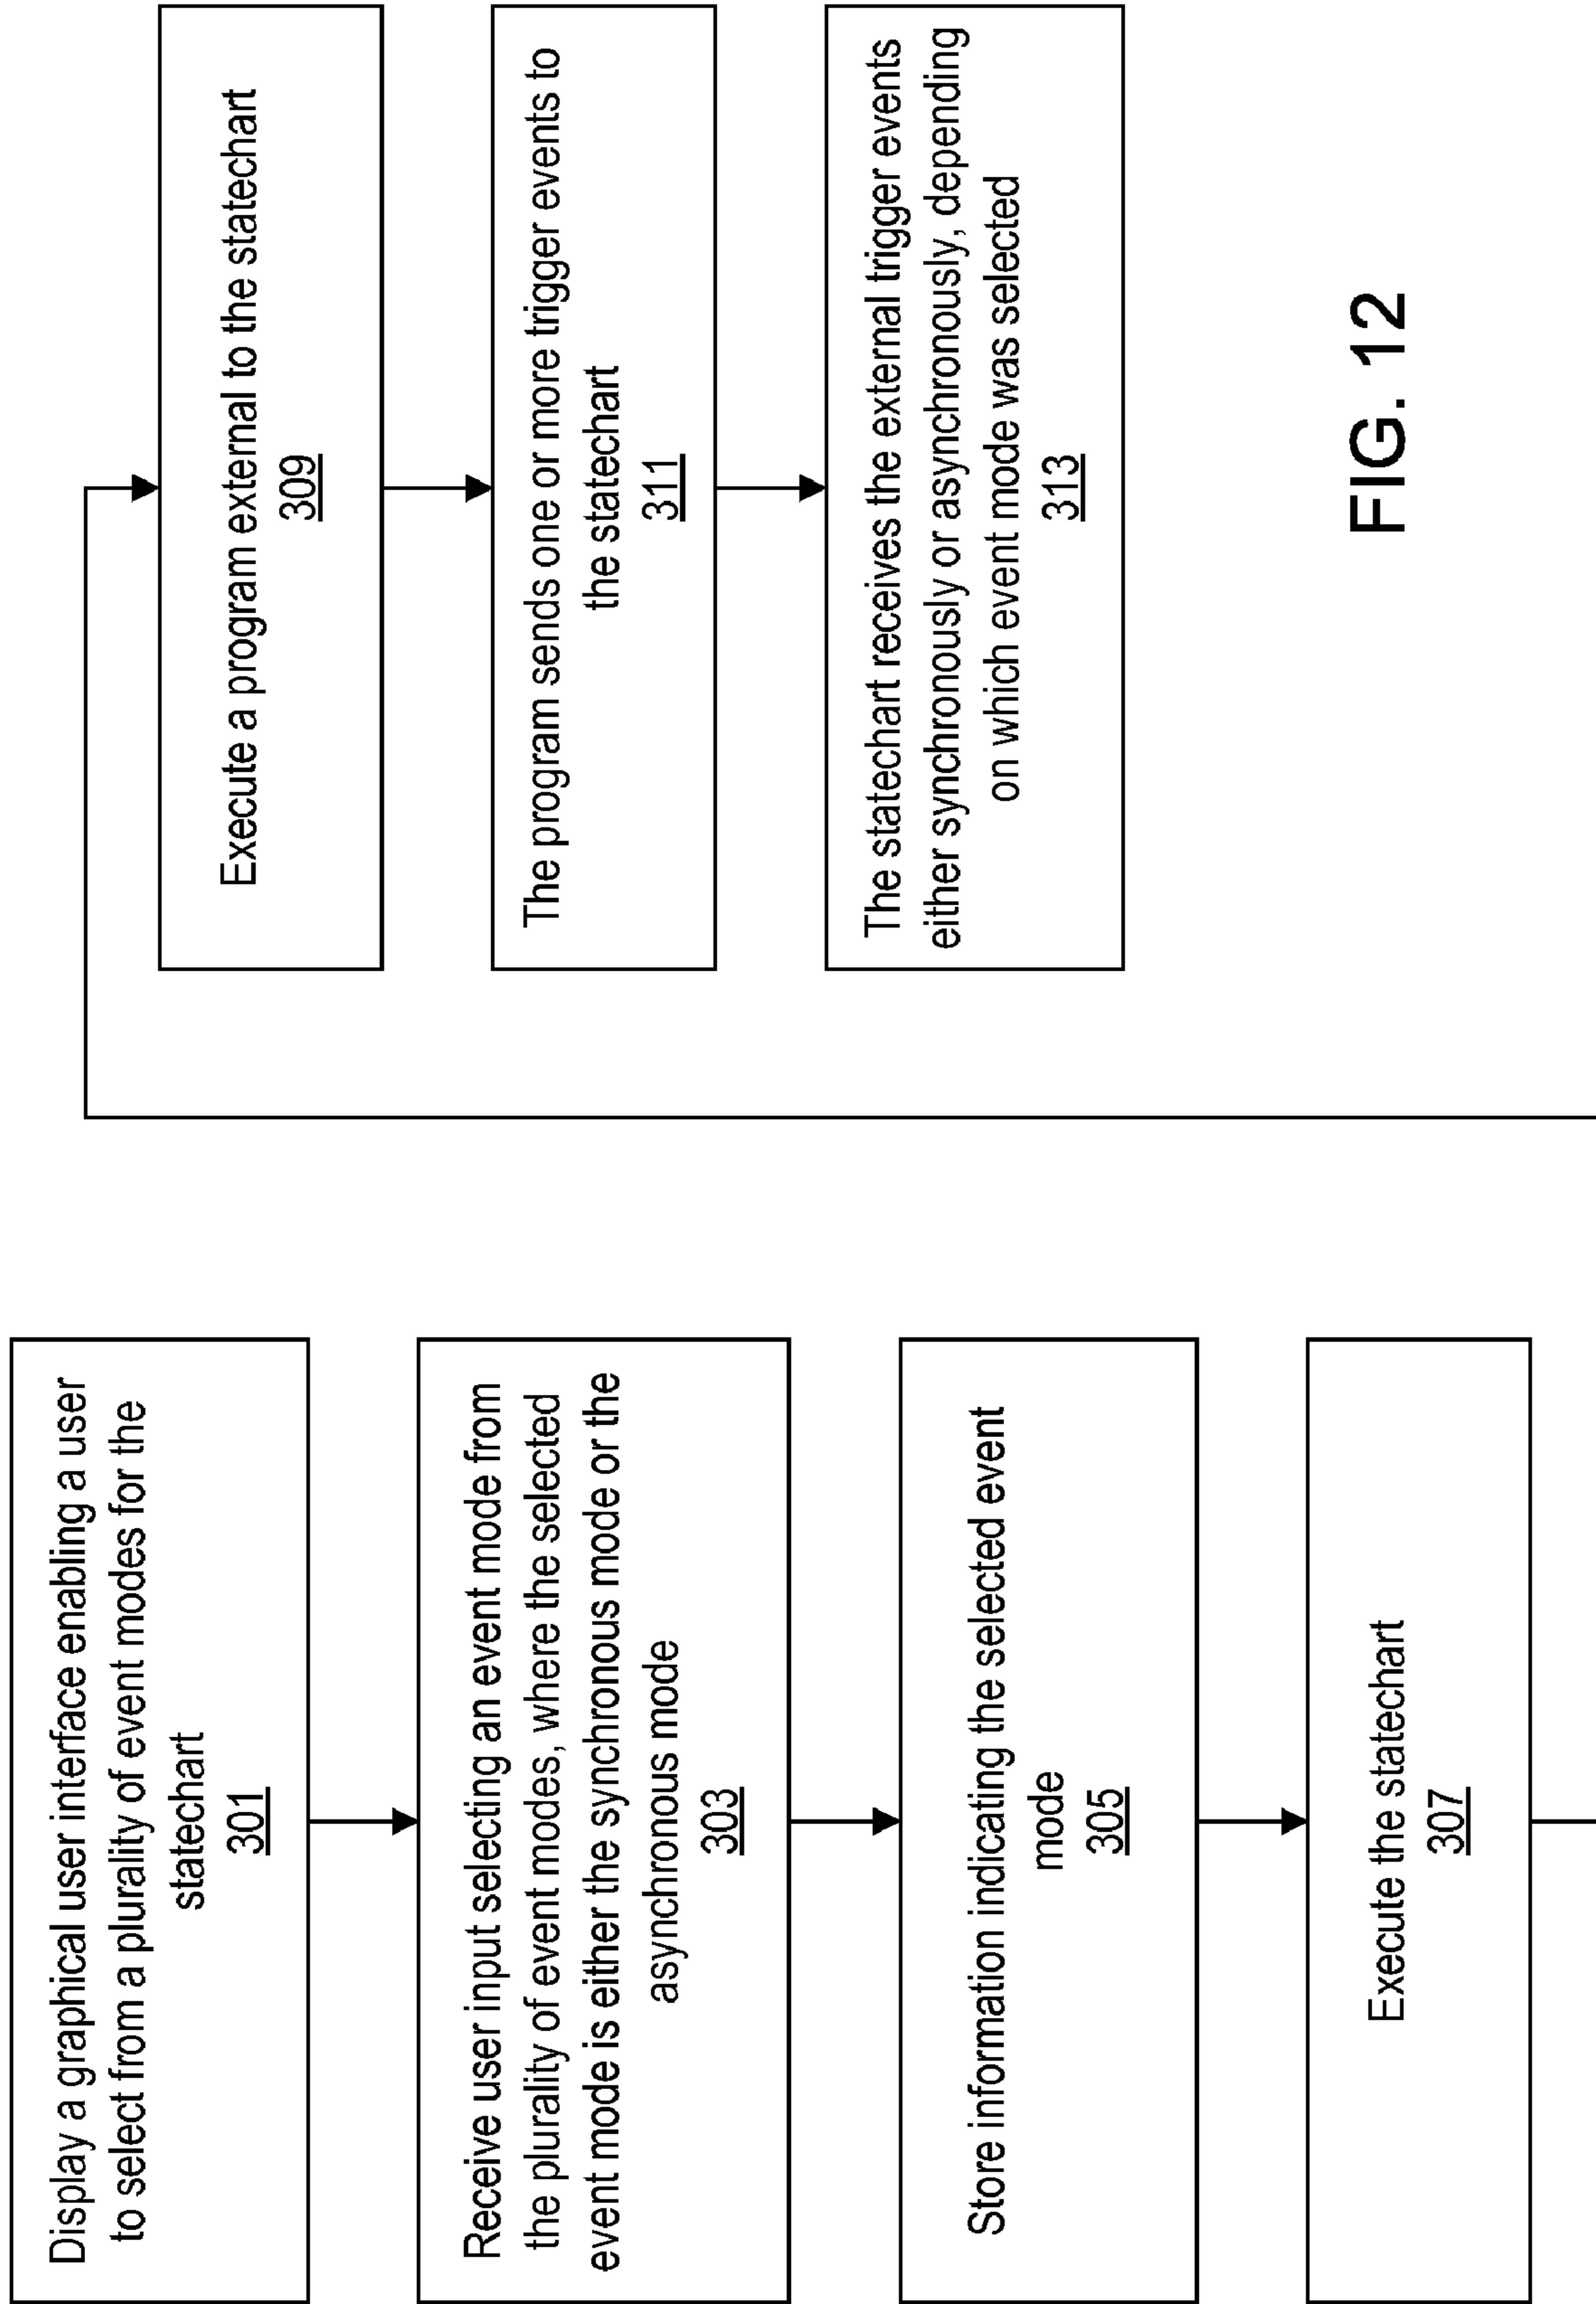 Display a graphical user interface enabling a user
to select from a plurality of event modes for the
statechart
301
Receive user input selecting an event mode from
the plurality of event modes, where the selected
event mode is either the synchronous mode or the
asynchronous mode
303
Store information indicating the selected event
mode
305
Execute the statechart
307
Execute a program external to the statechart
309
The program sends one or more trigger events to
the statechart
311
The statechart receives the external trigger events
either synchronously or asynchronously, depending
on which event mode was selected
313
FIG. 12